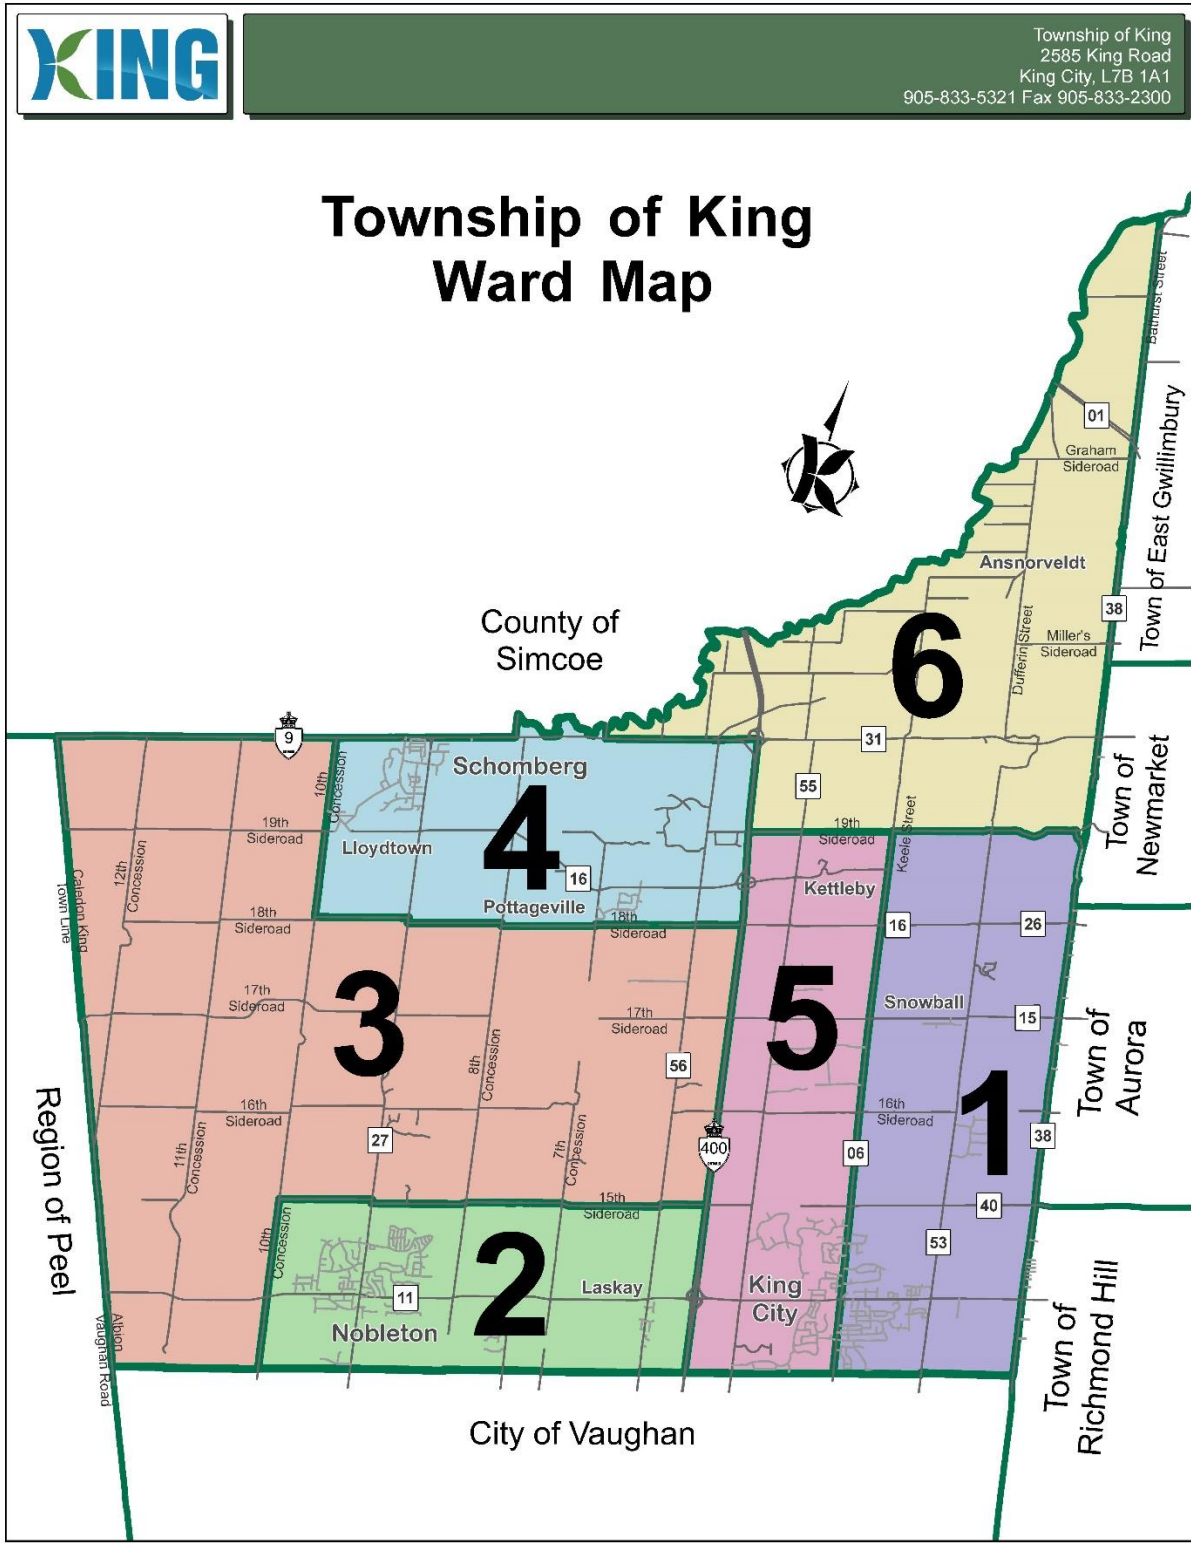 KING
Township of King
2585 King Road
King City, L7B 1A1
905-833-5321 Fax 905-833-2300
Township of King
Ward Map
Bathurst Street
01
Graham
Sideroad
Town of East Gwillimbury
Ansnorveldt
38
County of
Simcoe
6
Dufferin Street
Miller's
Sideroad
9
31
Town of
Newmarket
10th
Concession
Schomberg
55
4
19th
Sideroad
Lloydtown
19th
Sideroad
Keele Street
12th
Concession
16
Kettleby
Caledon King
Town Line
Pottageville
18th
Sideroad
18th
Sideroad
16
26
3
5
17th
Sideroad
Snowball
17th
Sideroad
15
Town of
Aurora
8th
Concession
56
1
Region of Peel
16th
Sideroad
16th
Sideroad
27
11th
Concession
7th
Concession
400
06
38
15th
Sideroad
40
10th
Concession
2
53
Laskay
King
City
11
Nobleton
Albion
Vaughan Road
Town of
Richmond Hill
City of Vaughan